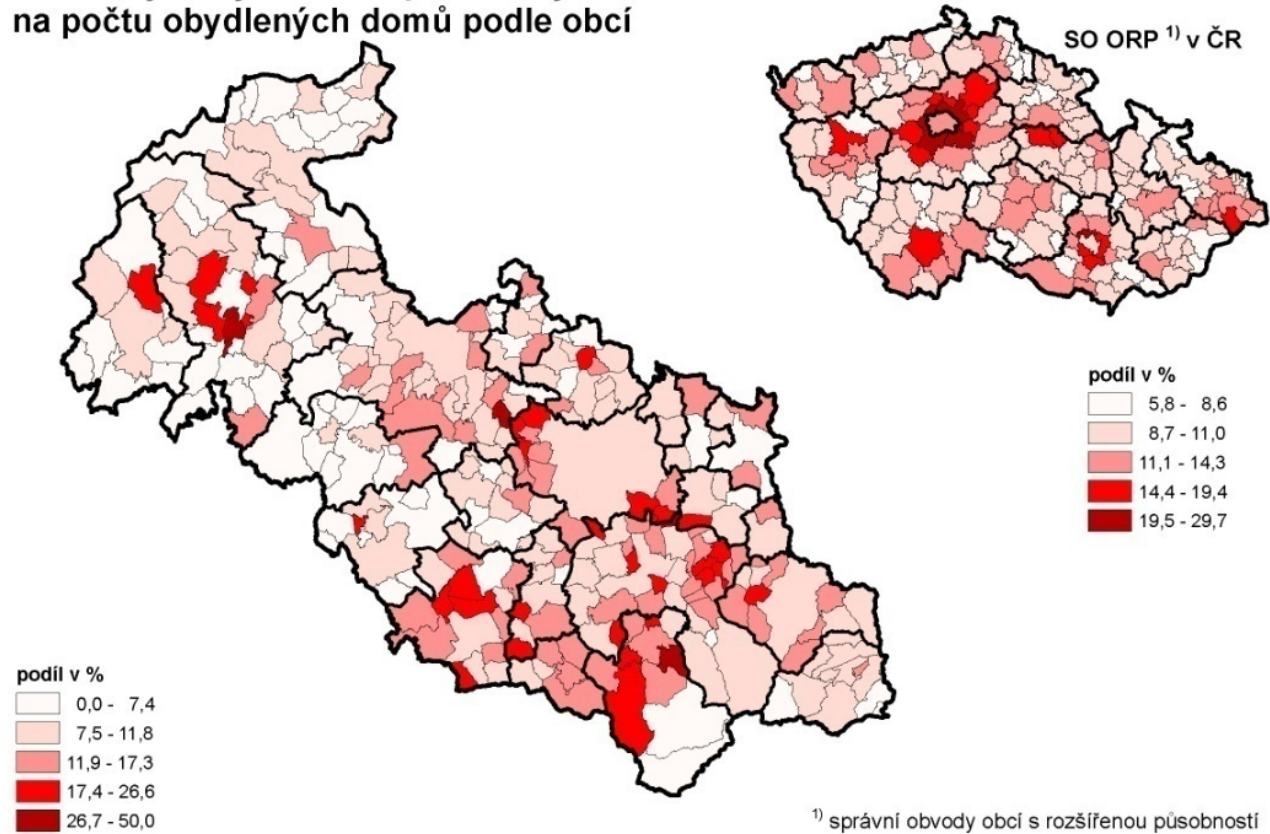 na počtu obydlených domů podle obcí
SO ORP 1) v ČR
podíl v %
5,8 - 8,6
8,7 - 11,0
11,1 - 14,3
14,4 - 19,4
19,5 - 29,7
podíl v %
0,0 - 7,4
7,5 - 11,8
11,9 - 17,3
17,4 - 26,6
26,7 - 50,0
1) správní obvody obcí s rozšířenou působností